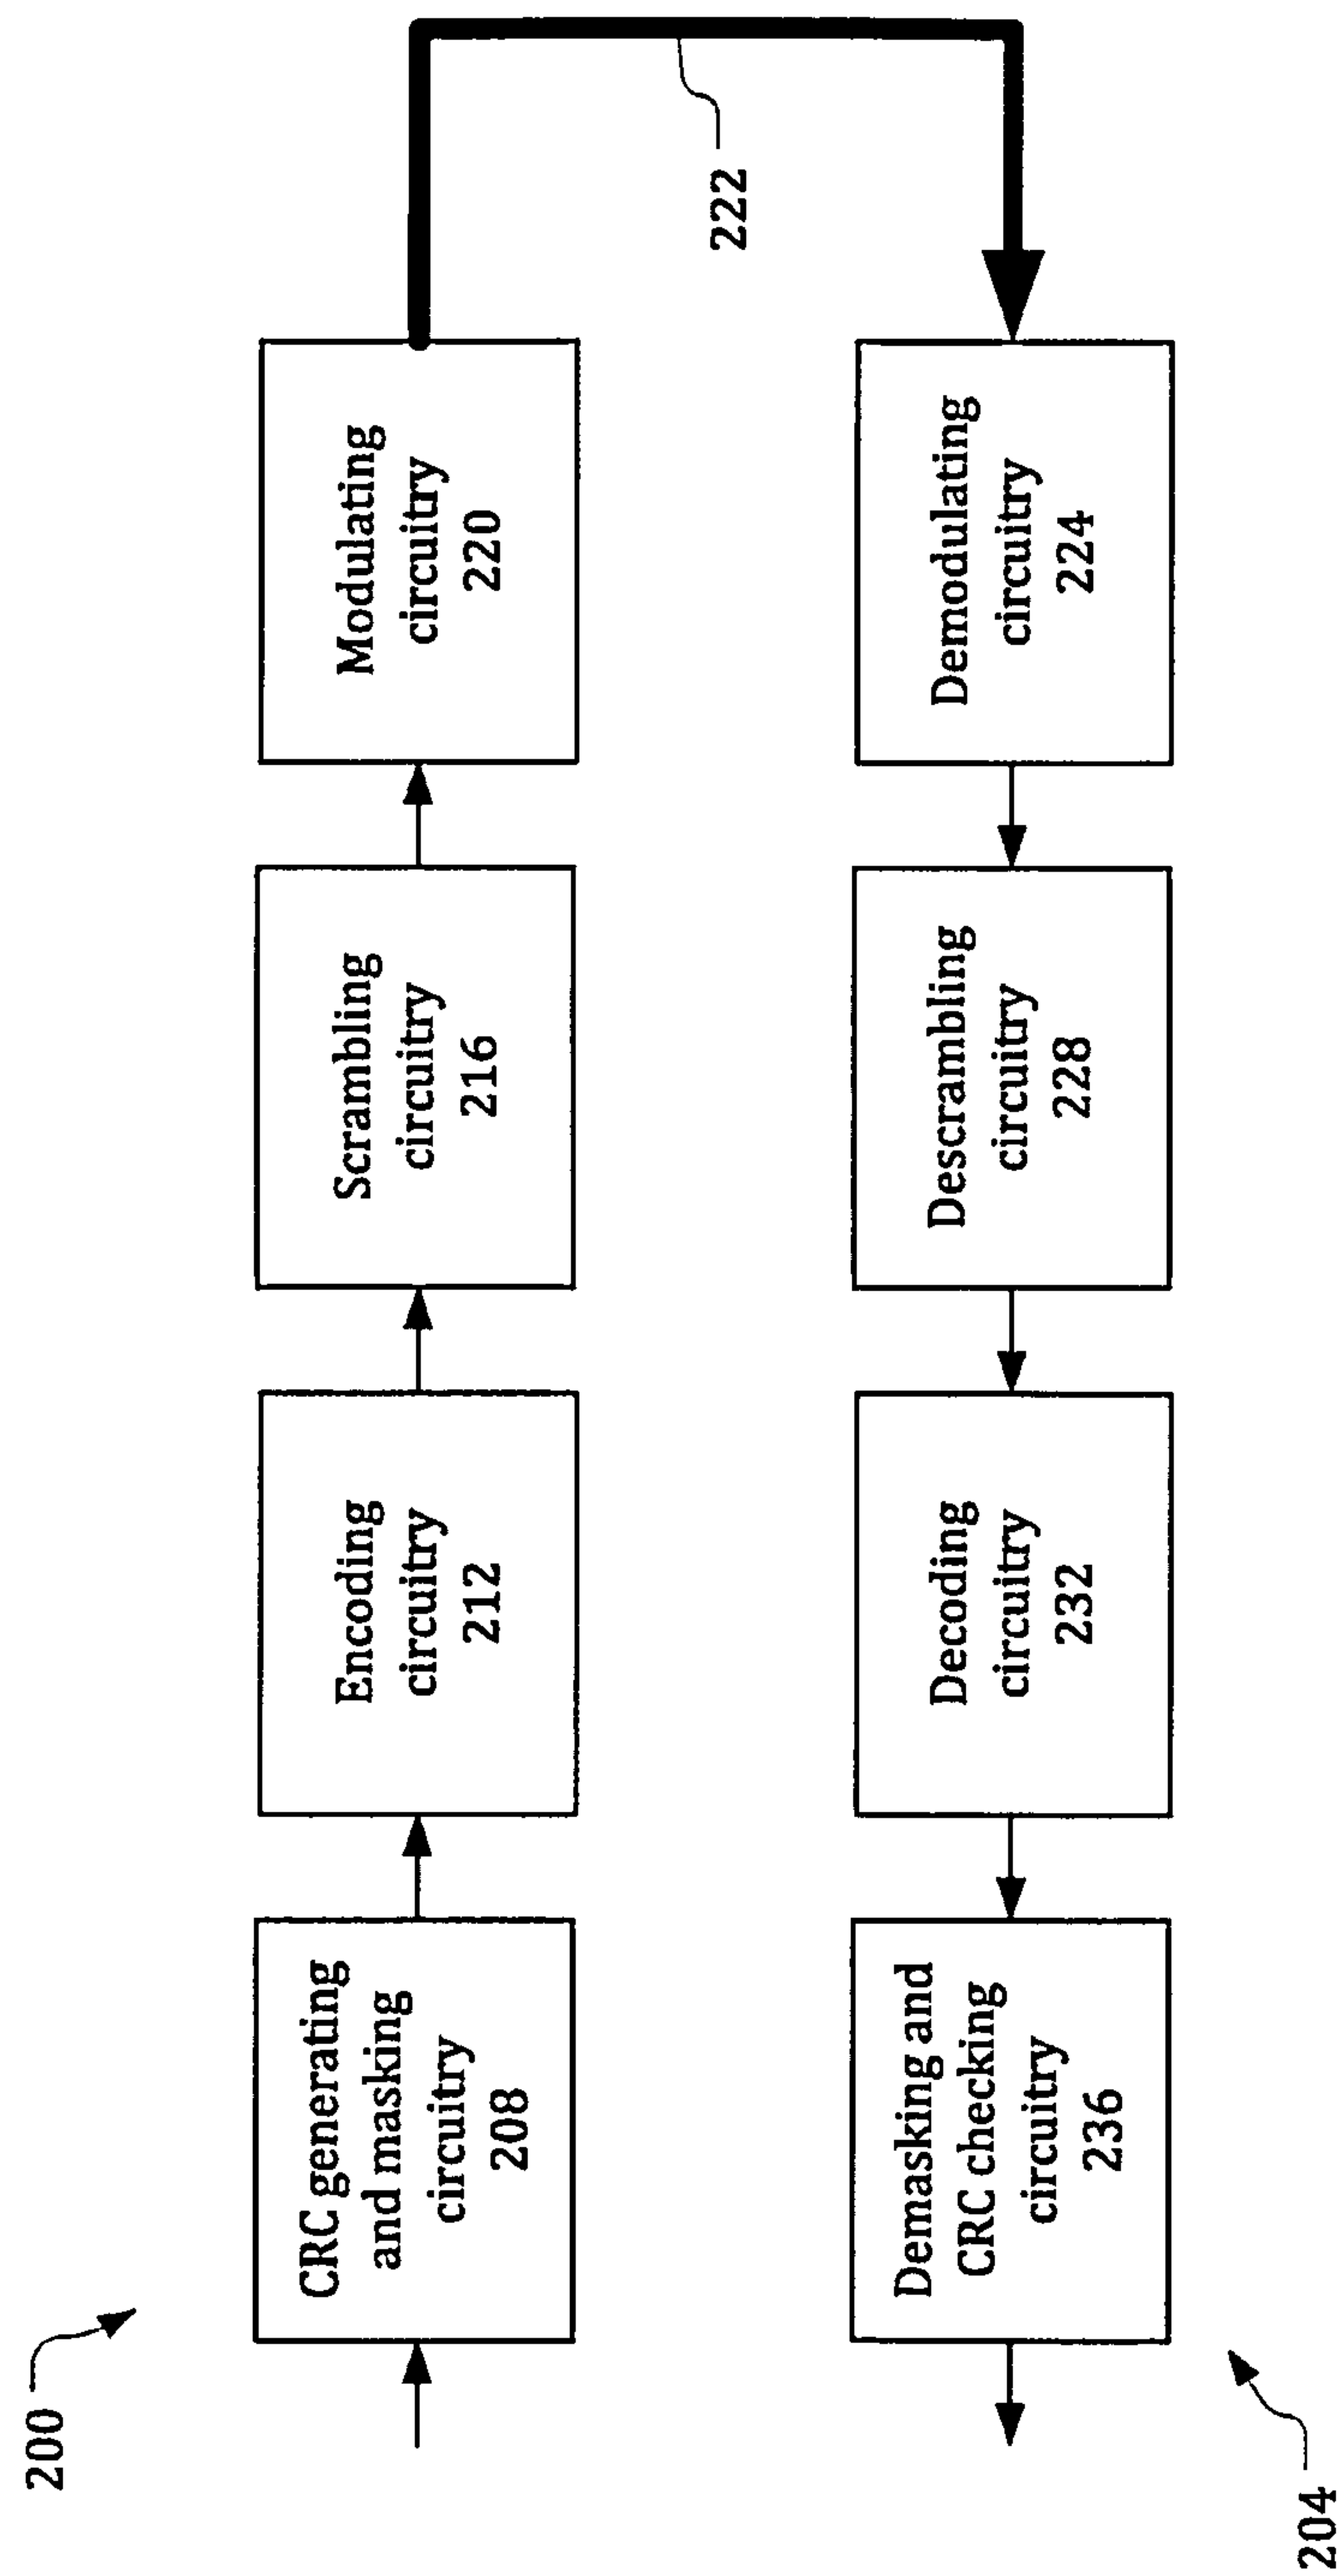 200
CRC generating
and masking
circuitry
208
Encoding
circuitry
212
Scrambling
circuitry
216
Modulating
circuitry
220
222
Demodulating
circuitry
224
Descrambling
circuitry
228
Decoding
circuitry
232
Demasking and
CRC checking
circuitry
236
204